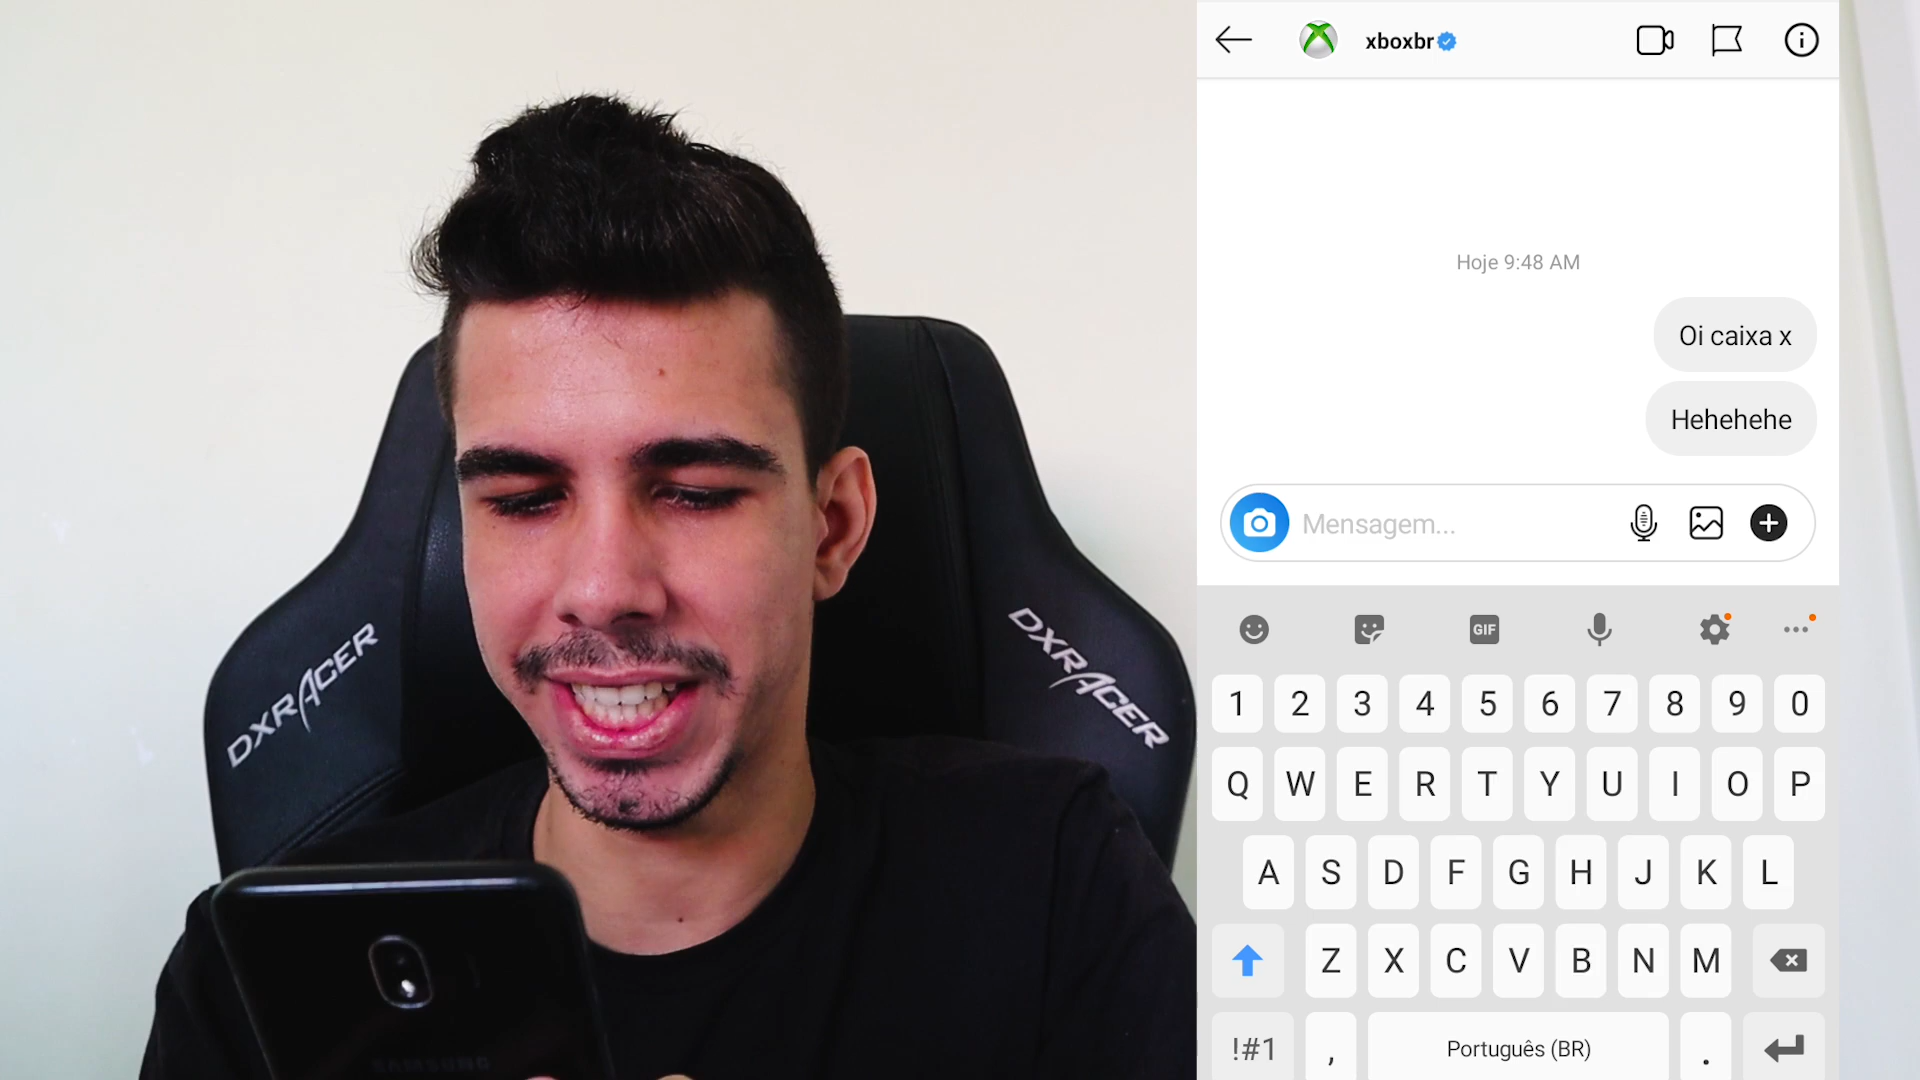 xboxbr
Hoje 9:48 AM
Oi caixa x
Hehehehe
Mensagem...
GIF
1 2 3 4 5 6 7 8 9 0
Q W E R T Y U I O P
A S D F G H J K L
Z X C V B N M
!#1 , Português (BR) .
DXRACER
DXRACER
SAMSUNG